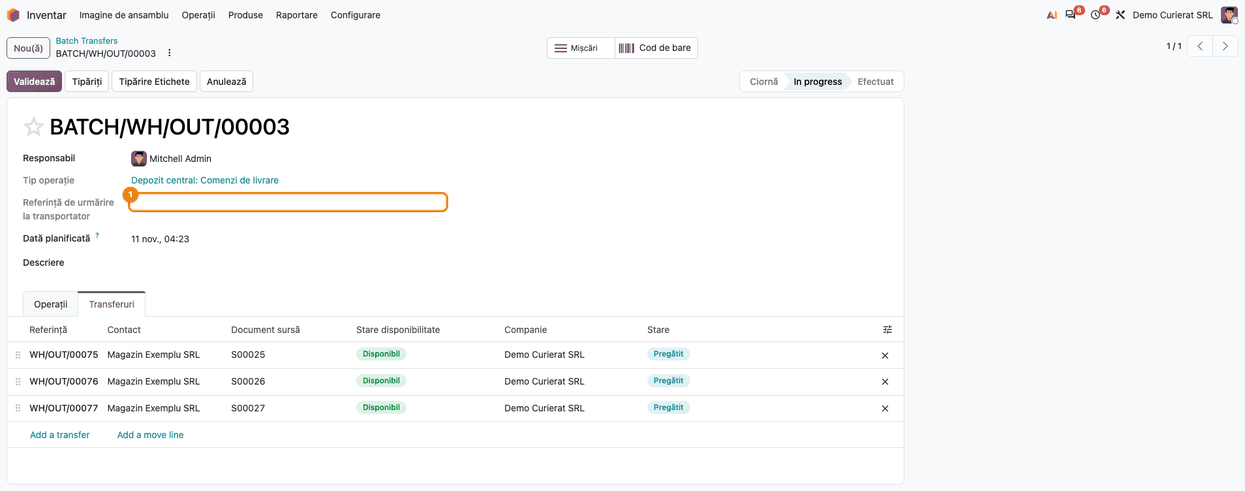 Inventar Imagine de ansamblu Operații Produse Raportare Configurare AI 6 6 Demo Curierat SRL
Nou(ă) Batch Transfers
BATCH/WH/OUT/00003
Mișcări Cod de bare 1 / 1
Validează Tipăriți Tipărire Etichete Anulează Ciornă In progress Efectuat
BATCH/WH/OUT/00003
Responsabil Mitchell Admin
Tip operație Depozit central: Comenzi de livrare
1
Referință de urmărire
la transportator
Dată planificată ? 11 nov., 04:23
Descriere
Operații Transferuri
Referință Contact Document sursă Stare disponibilitate Companie Stare
WH/OUT/00075 Magazin Exemplu SRL S00025 Disponibil Demo Curierat SRL Pregătit
WH/OUT/00076 Magazin Exemplu SRL S00026 Disponibil Demo Curierat SRL Pregătit
WH/OUT/00077 Magazin Exemplu SRL S00027 Disponibil Demo Curierat SRL Pregătit
Add a transfer Add a move line